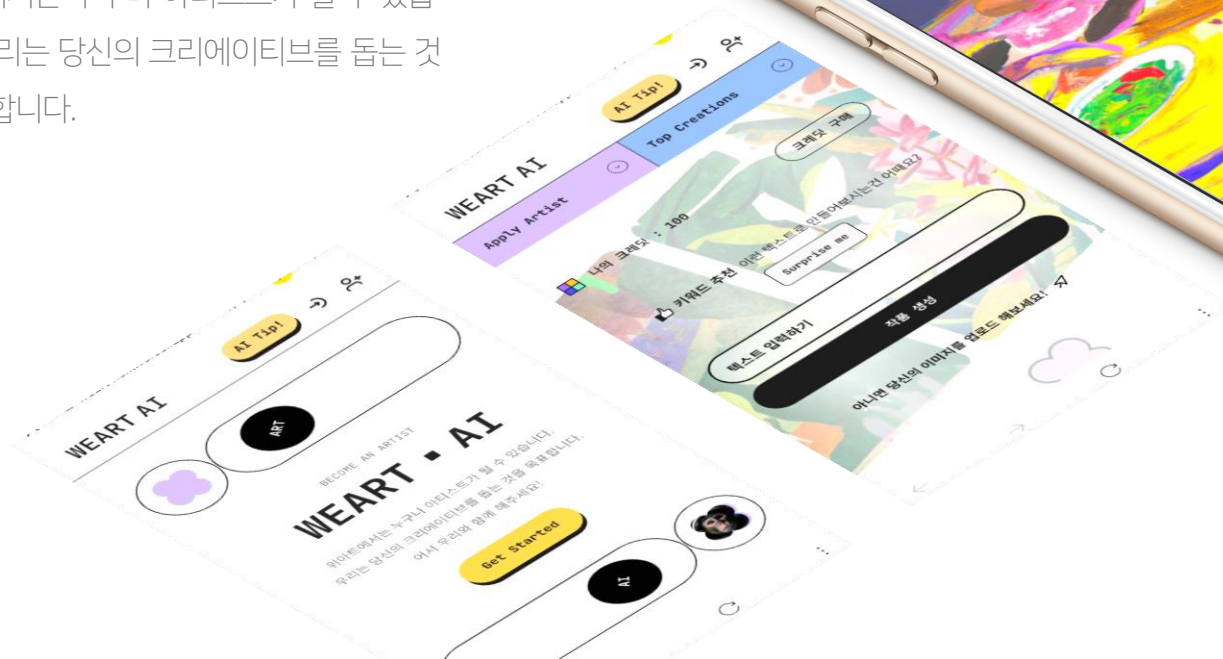 리는 당신의 크리에이티브를 돕는 것
합니다.
AI Tip!
WEART AI
Apply Artist
Top Creations
크레딧 구매
나의 크레딧 : 100
키워드 추천 이런 텍스트로 만들어보시는건 어때요?
Surprise me
텍스트 입력하기
작품 생성
아니면 당신의 이미지를 업로드 해보세요!
AI Tip!
WEART AI
ART
BECOME AN ARTIST
WEART ▪ AI
위아트에서는 누구나 아티스트가 될 수 있습니다.
우리는 당신의 크리에이티브를 돕는 것을 목표합니다.
어서 우리와 함께 해주세요!
Get Started
AI